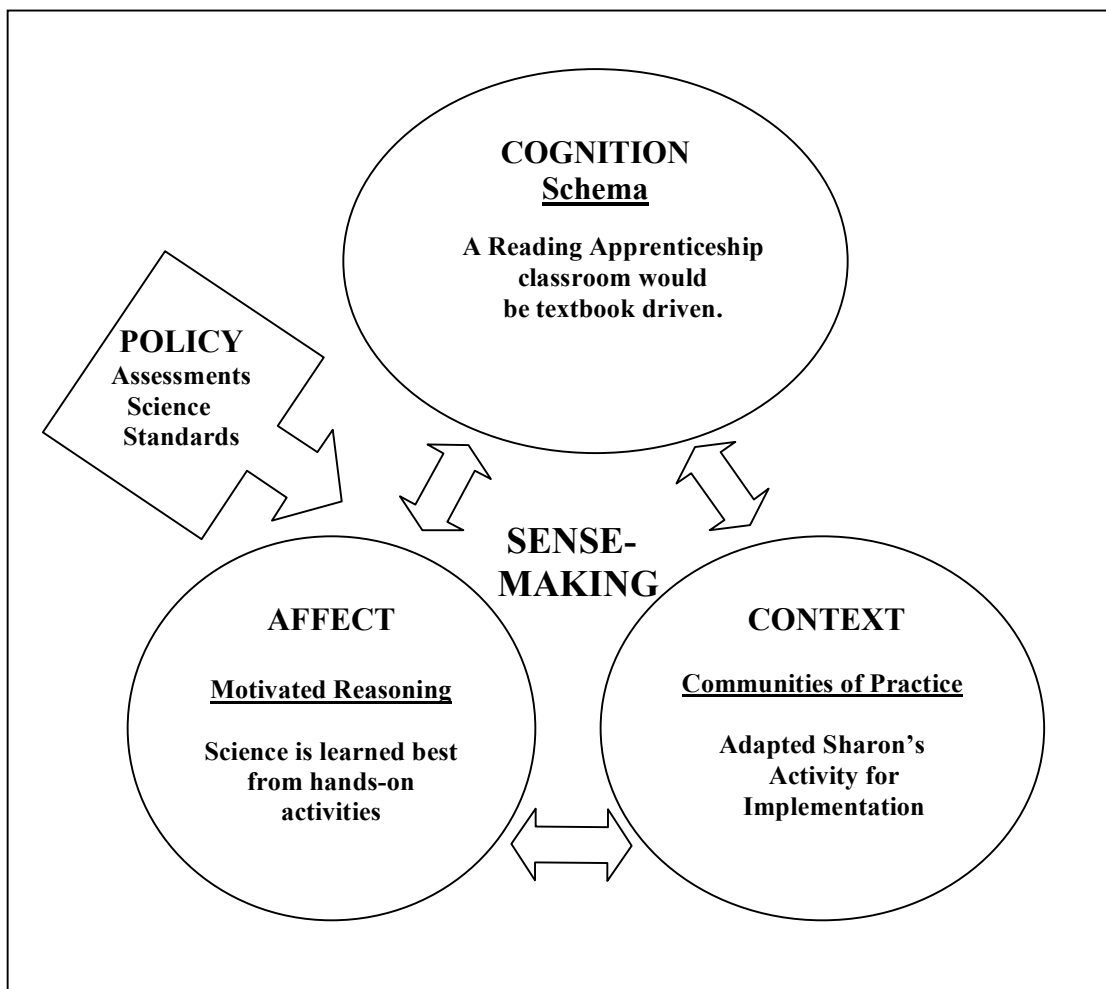 COGNITION
Schema
A Reading Apprenticeship
classroom would
be textbook driven.
POLICY
Assessments
Science
Standards
SENSE-
MAKING
AFFECT
Motivated Reasoning
Science is learned best
from hands-on
activities
CONTEXT
Communities of Practice
Adapted Sharon’s
Activity for
Implementation